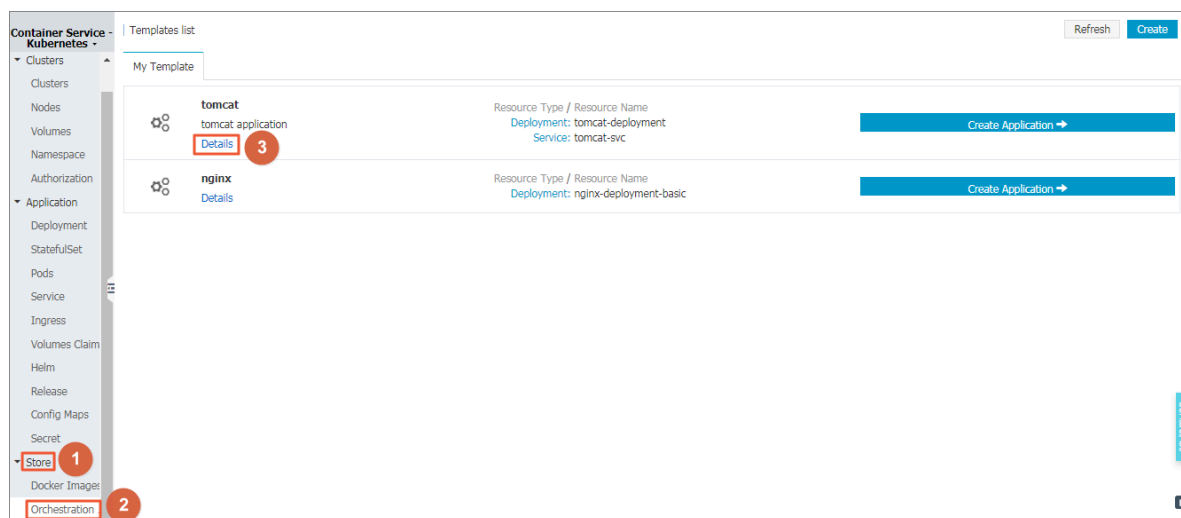 Container Service -
Kubernetes
Templates list
Refresh
Create
Clusters
Clusters
Nodes
Volumes
Namespace
Authorization
Application
Deployment
StatefulSet
Pods
Service
Ingress
Volumes Claim
Helm
Release
Config Maps
Secret
Store
1
Docker Images
Orchestration
2
My Template
tomcat
tomcat application
Details
3
Resource Type / Resource Name
Deployment: tomcat-deployment
Service: tomcat-svc
Create Application →
nginx
Details
Resource Type / Resource Name
Deployment: nginx-deployment-basic
Create Application →